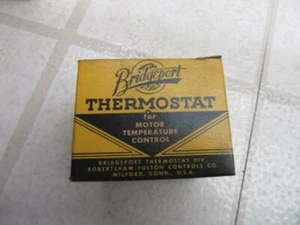 Bridgeport
THERMOSTAT
for
MOTOR
TEMPERATURE
CONTROL
BRIDGEPORT THERMOSTAT DIV.
ROBERTSHAW-FULTON CONTROLS CO
MILFORD, CONN., U.S.A.